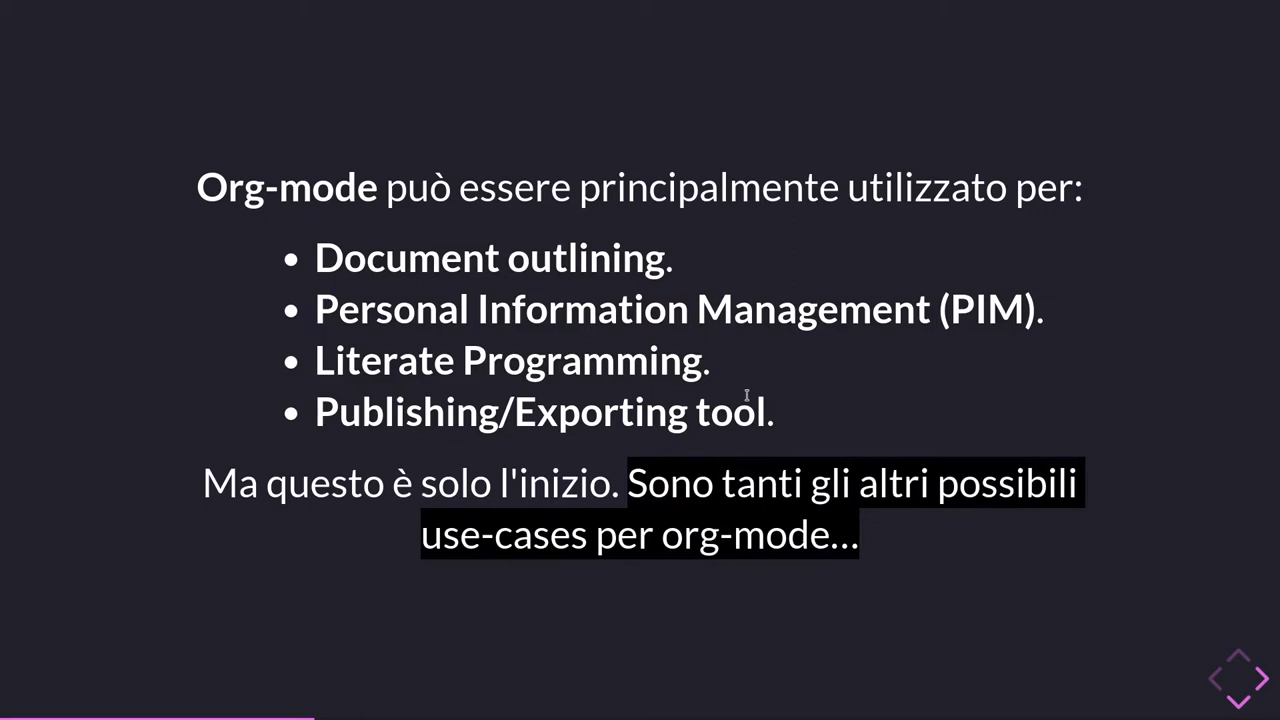 Org-mode può essere principalmente utilizzato per:
• Document outlining.
• Personal Information Management (PIM).
• Literate Programming.
• Publishing/Exporting tool.
Ma questo è solo l'inizio. Sono tanti gli altri possibili
use-cases per org-mode...